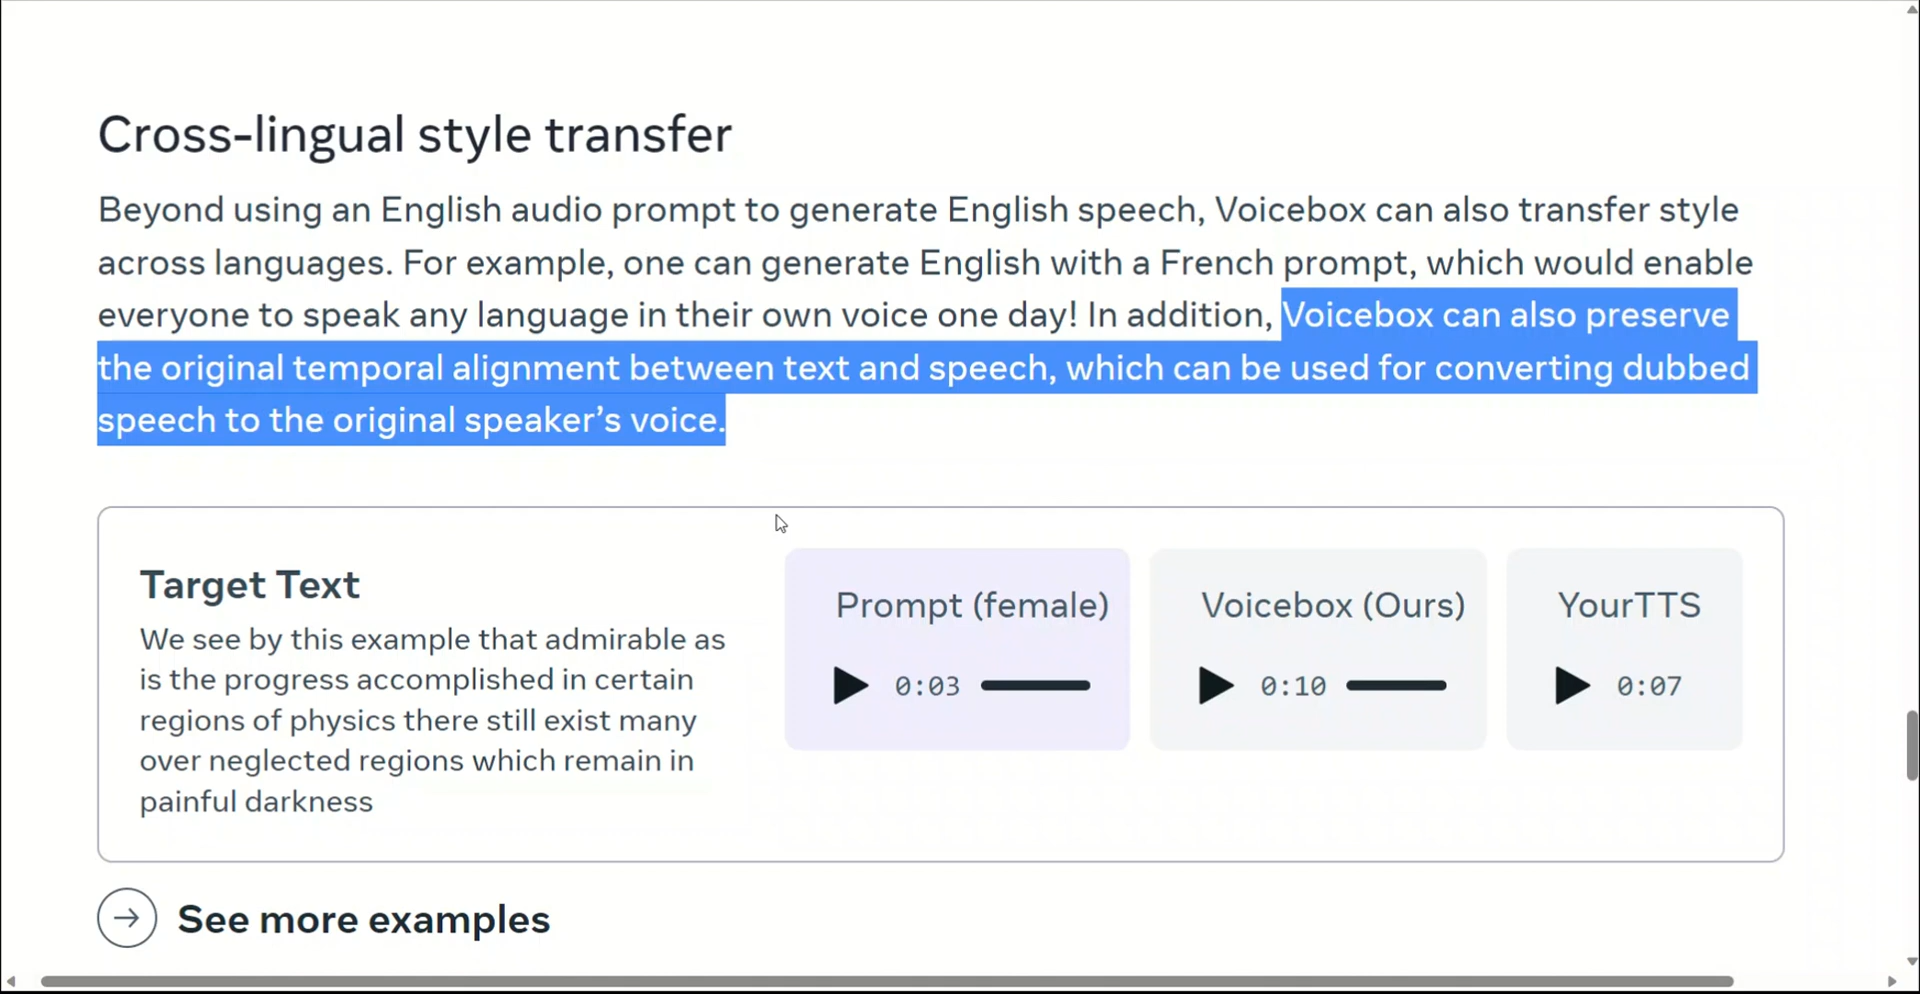 Cross-lingual style transfer
Beyond using an English audio prompt to generate English speech, Voicebox can also transfer style
across languages. For example, one can generate English with a French prompt, which would enable
everyone to speak any language in their own voice one day! In addition, Voicebox can also preserve
the original temporal alignment between text and speech, which can be used for converting dubbed
speech to the original speaker’s voice.
Target Text
We see by this example that admirable as
is the progress accomplished in certain
regions of physics there still exist many
over neglected regions which remain in
painful darkness
Prompt (female)
0:03
Voicebox (Ours)
0:10
YourTTS
0:07
See more examples